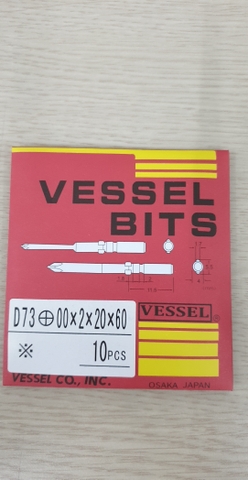 VESSEL
BITS
D73⊕00×2×20×60
※ 10PCS
VESSEL®
VESSEL CO., INC.
OSAKA JAPAN